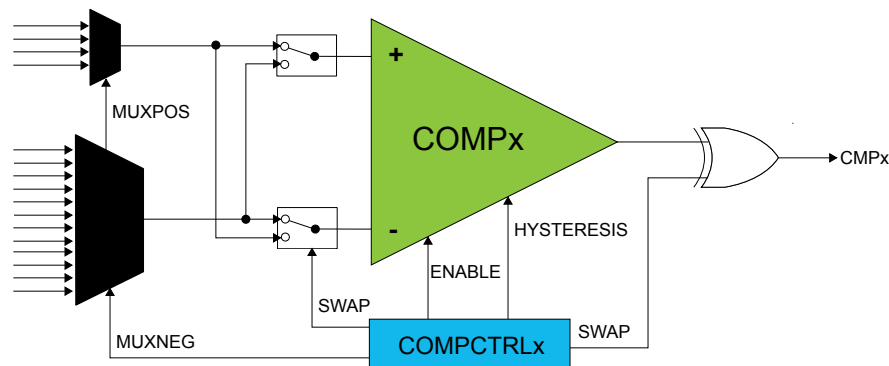 MUXPOS
+
COMPx
CMPx
-
HYSTERESIS
ENABLE
SWAP
SWAP
MUXNEG
COMPCTRLx